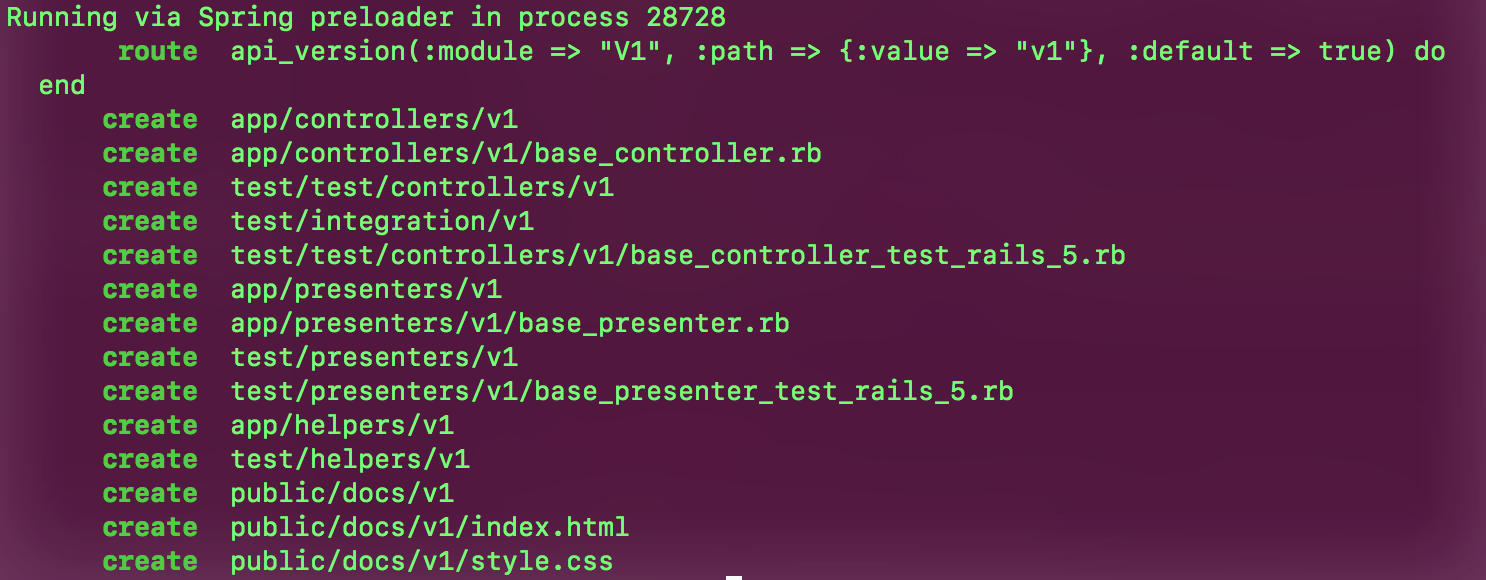 Running via Spring preloader in process 28728
       route  api_version(:module => "V1", :path => {:value => "v1"}, :default => true) do
  end
      create  app/controllers/v1
      create  app/controllers/v1/base_controller.rb
      create  test/test/controllers/v1
      create  test/integration/v1
      create  test/test/controllers/v1/base_controller_test_rails_5.rb
      create  app/presenters/v1
      create  app/presenters/v1/base_presenter.rb
      create  test/presenters/v1
      create  test/presenters/v1/base_presenter_test_rails_5.rb
      create  app/helpers/v1
      create  test/helpers/v1
      create  public/docs/v1
      create  public/docs/v1/index.html
      create  public/docs/v1/style.css